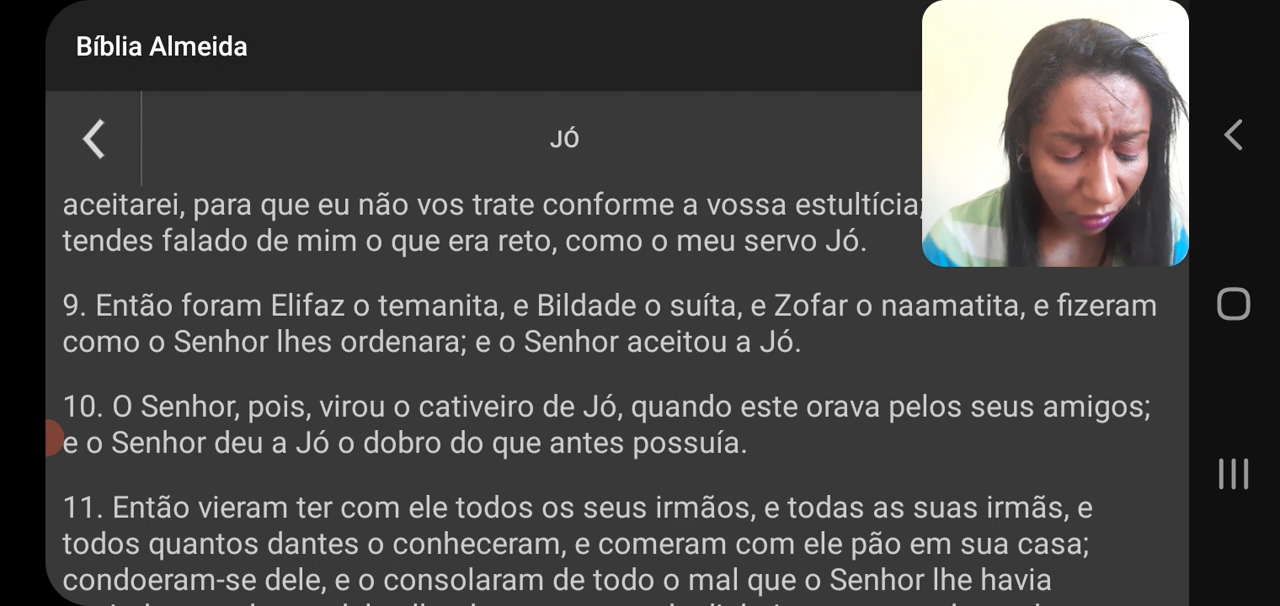 Bíblia Almeida
JÓ
aceitarei, para que eu não vos trate conforme a vossa estultícia;
tendes falado de mim o que era reto, como o meu servo Jó.
9. Então foram Elifaz o temanita, e Bildade o suíta, e Zofar o naamatita, e fizeram
como o Senhor lhes ordenara; e o Senhor aceitou a Jó.
10. O Senhor, pois, virou o cativeiro de Jó, quando este orava pelos seus amigos;
e o Senhor deu a Jó o dobro do que antes possuía.
11. Então vieram ter com ele todos os seus irmãos, e todas as suas irmãs, e
todos quantos dantes o conheceram, e comeram com ele pão em sua casa;
condoeram-se dele, e o consolaram de todo o mal que o Senhor lhe havia